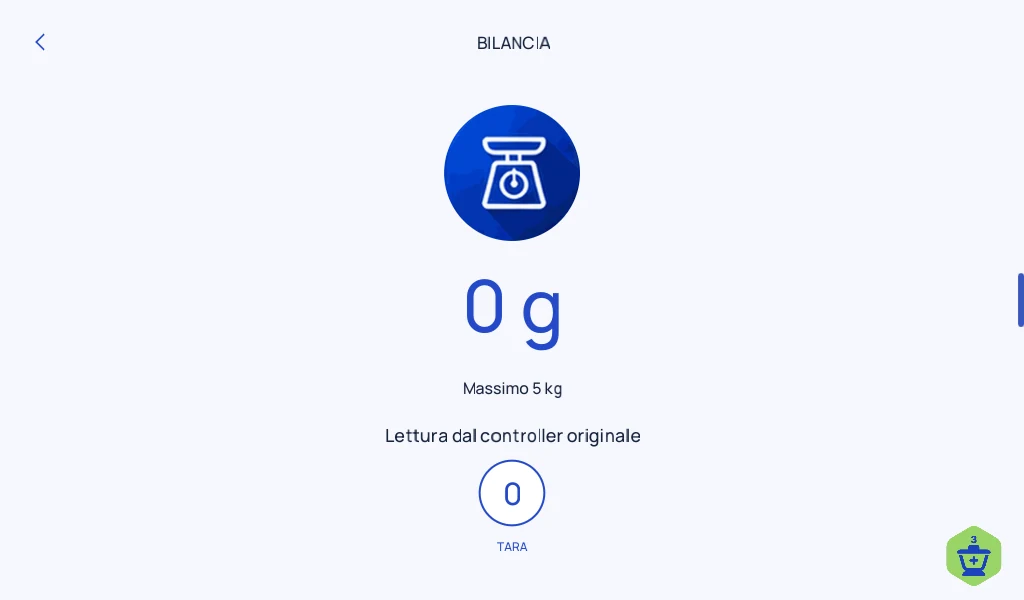 BILANCIA
0 g
Massimo 5 kg
Lettura dal controller originale
0
TARA
3